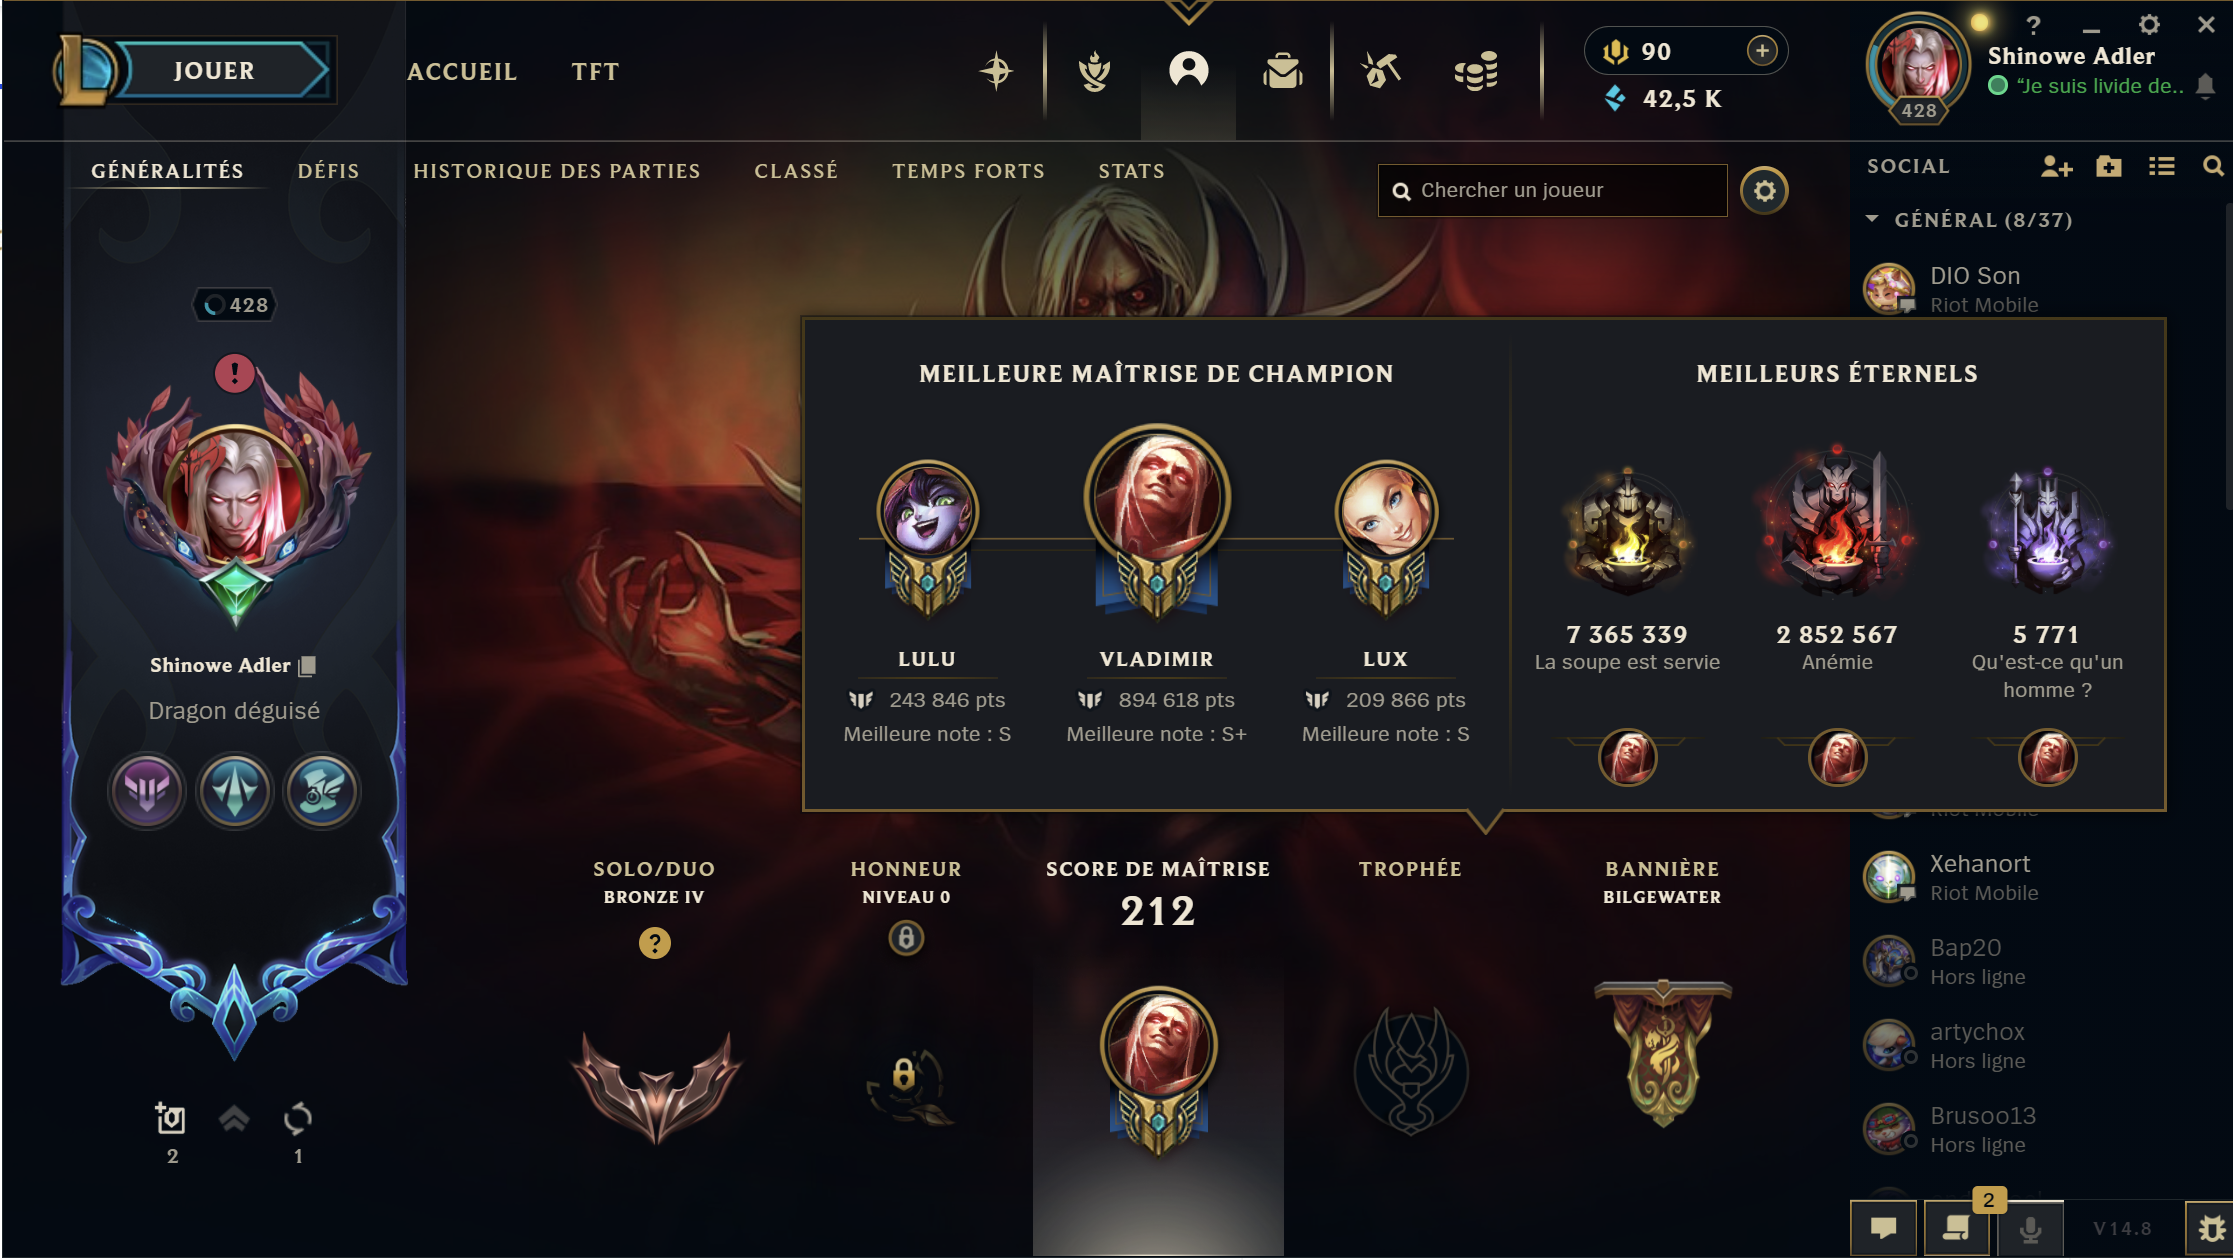 JOUER
ACCUEIL
TFT
90
42,5 K
?
Shinowe Adler
“Je suis livide de..
428
GÉNÉRALITÉS
DÉFIS
HISTORIQUE DES PARTIES
CLASSÉ
TEMPS FORTS
STATS
Chercher un joueur
SOCIAL
GÉNÉRAL (8/37)
DIO Son
Riot Mobile
428
!
Shinowe Adler
Dragon déguisé
2
1
MEILLEURE MAÎTRISE DE CHAMPION
LULU
243 846 pts
Meilleure note : S
VLADIMIR
894 618 pts
Meilleure note : S+
LUX
209 866 pts
Meilleure note : S
MEILLEURS ÉTERNELS
7 365 339
La soupe est servie
2 852 567
Anémie
5 771
Qu'est-ce qu'un
homme ?
SOLO/DUO
BRONZE IV
?
HONNEUR
NIVEAU 0
SCORE DE MAÎTRISE
212
TROPHÉE
BANNIÈRE
BILGEWATER
Riot Mobile
Xehanort
Riot Mobile
Bap20
Hors ligne
artychox
Hors ligne
Brusoo13
Hors ligne
2
V14.8